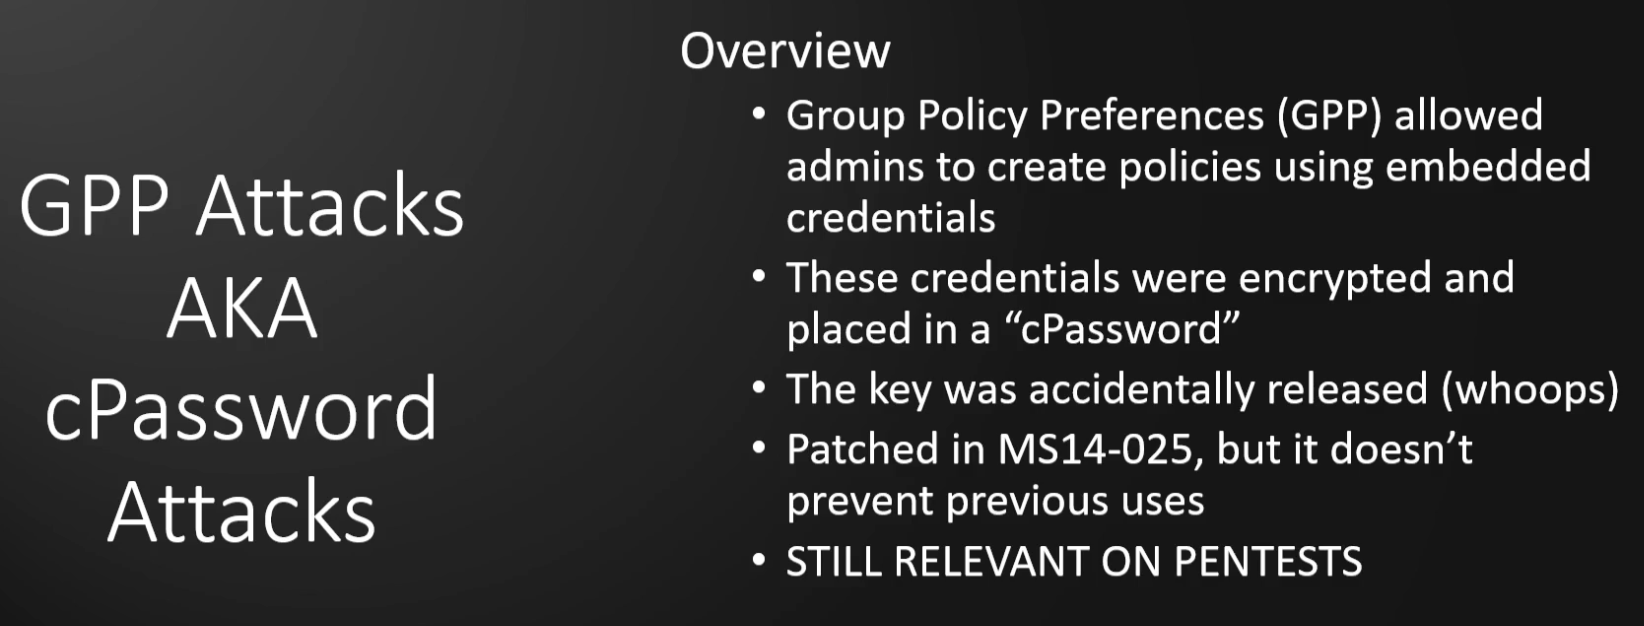 GPP Attacks
AKA
cPassword
Attacks
Overview
• Group Policy Preferences (GPP) allowed
admins to create policies using embedded
credentials
• These credentials were encrypted and
placed in a “cPassword”
• The key was accidentally released (whoops)
• Patched in MS14-025, but it doesn’t
prevent previous uses
• STILL RELEVANT ON PENTESTS